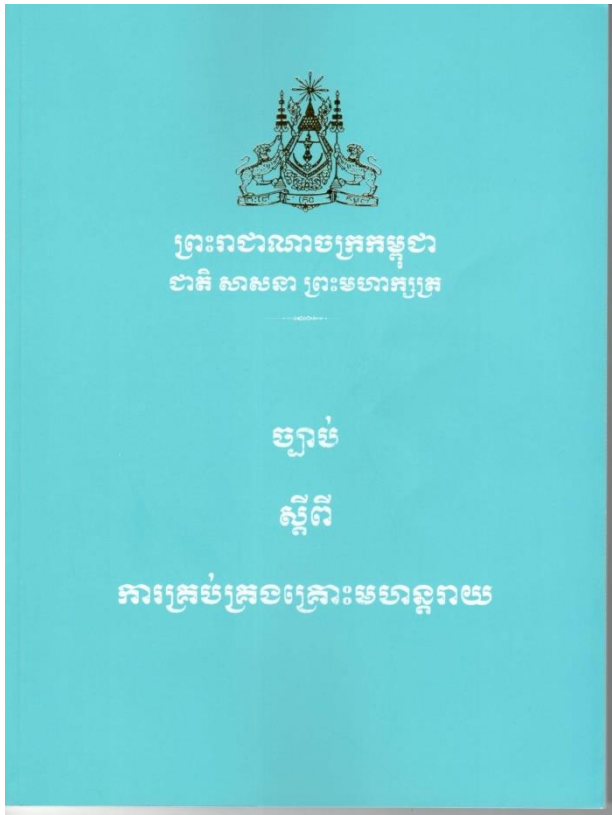 ព្រះរាជាណាចក្រកម្ពុជា
ជាតិ សាសនា ព្រះមហាក្សត្រ
ច្បាប់
ស្តីពី
ការគ្រប់គ្រងគ្រោះមហន្តរាយ